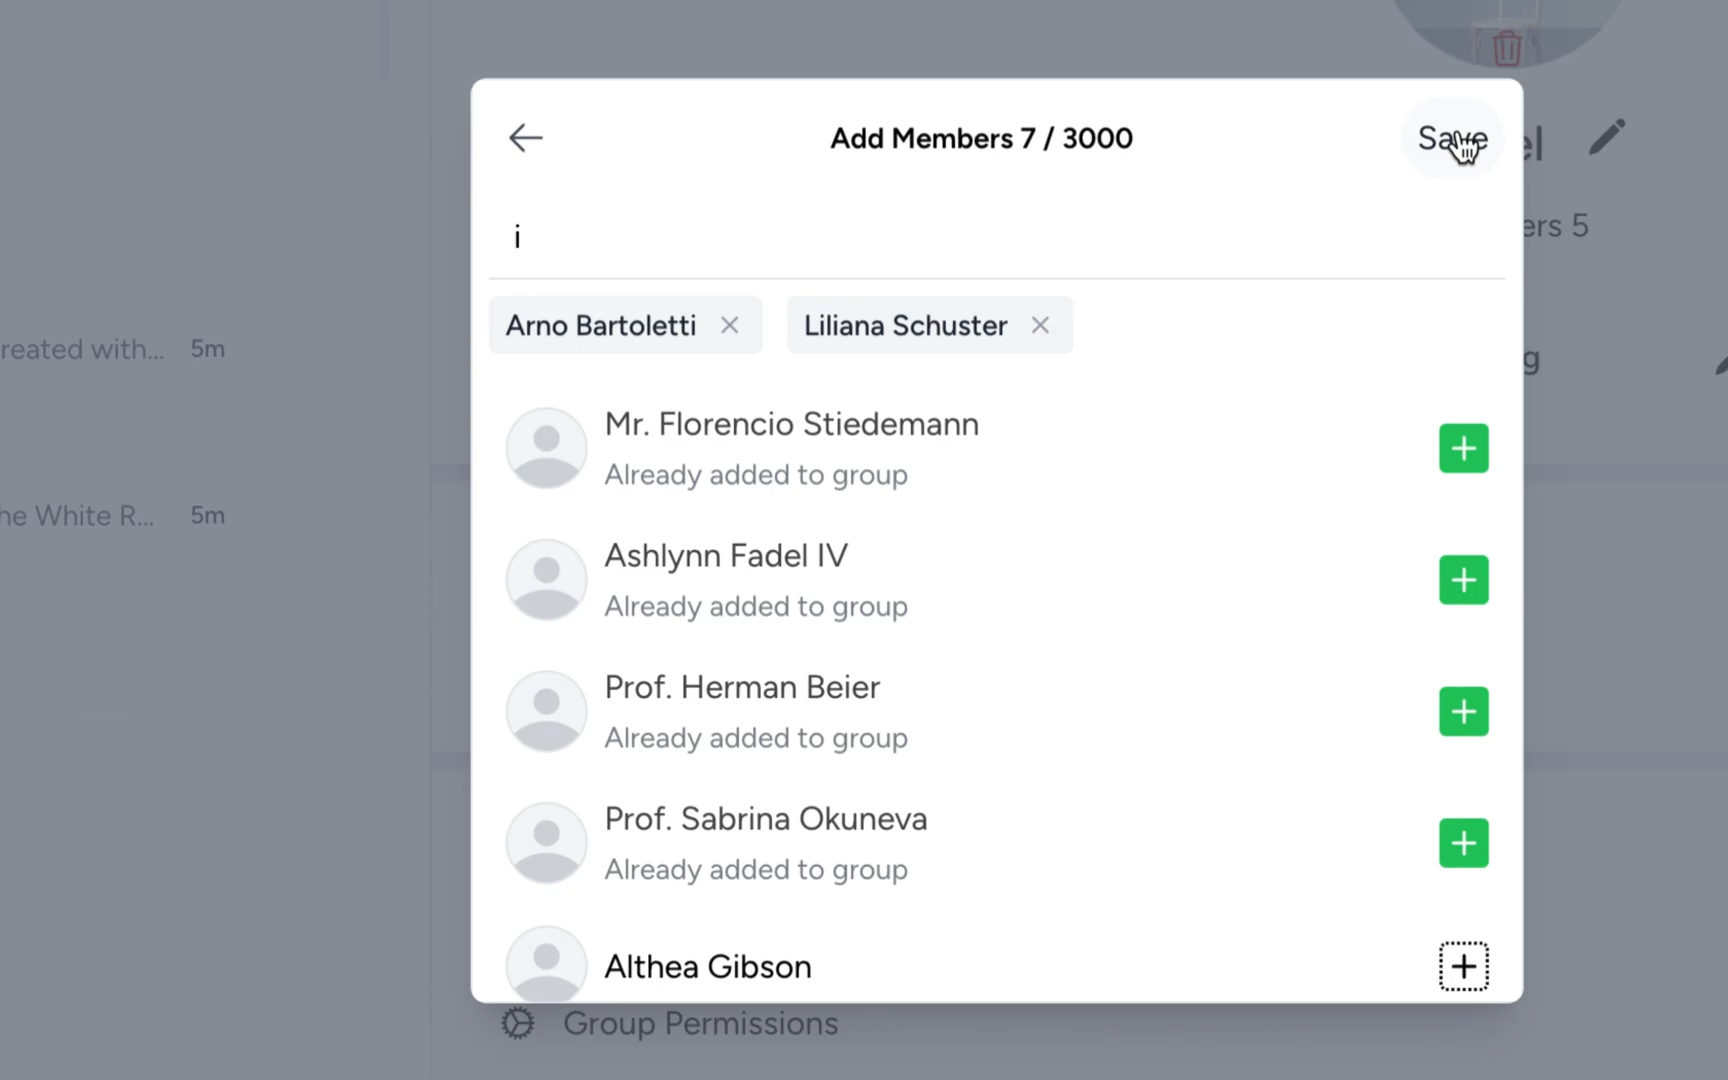 Add Members 7 / 3000
Save
el
i
ers 5
Arno Bartoletti
Liliana Schuster
reated with... 5m
g
Mr. Florencio Stiedemann
Already added to group
he White R... 5m
Ashlynn Fadel IV
Already added to group
Prof. Herman Beier
Already added to group
Prof. Sabrina Okuneva
Already added to group
Althea Gibson
Group Permissions